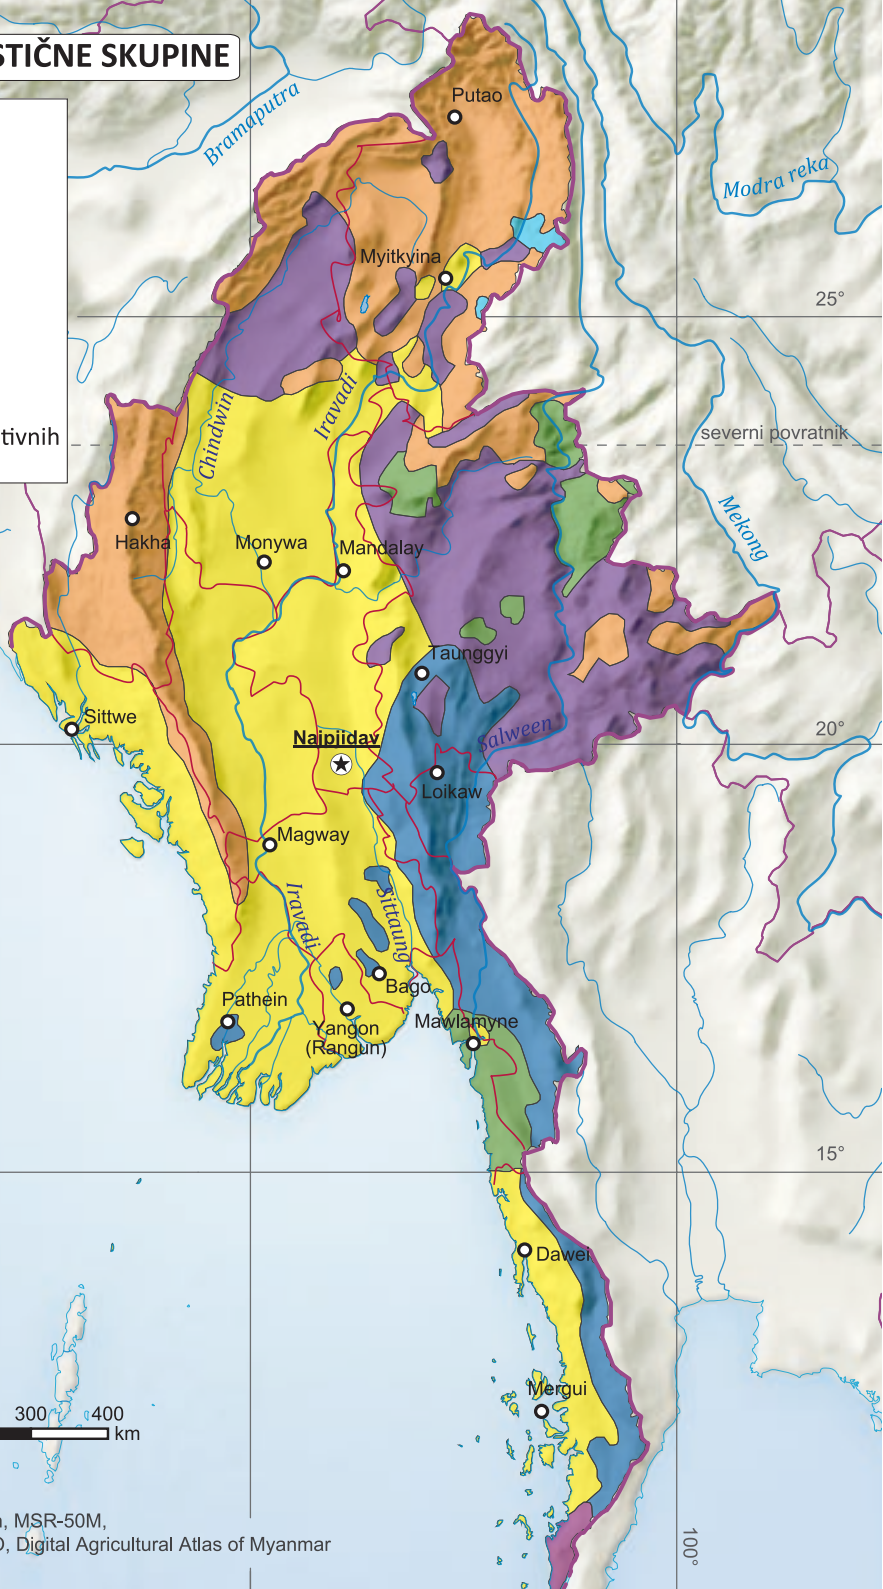 STIČNE SKUPINE
Putao
Bramaputra
Modra reka
Myitkyina
25°
Iravadi
Chindwin
tivnih
severni povratnik
Mekong
Hakha
Monywa
Mandalay
Taunggyi
Sittwe
Salween
20°
Naipjidav
Loikaw
Magway
Iravadi
Sittaung
Bago
Pathein
Mawlamyne
Yangon
(Rangun)
15°
Dawei
Mergui
300 400
km
100°
, MSR-50M,
, Digital Agricultural Atlas of Myanmar